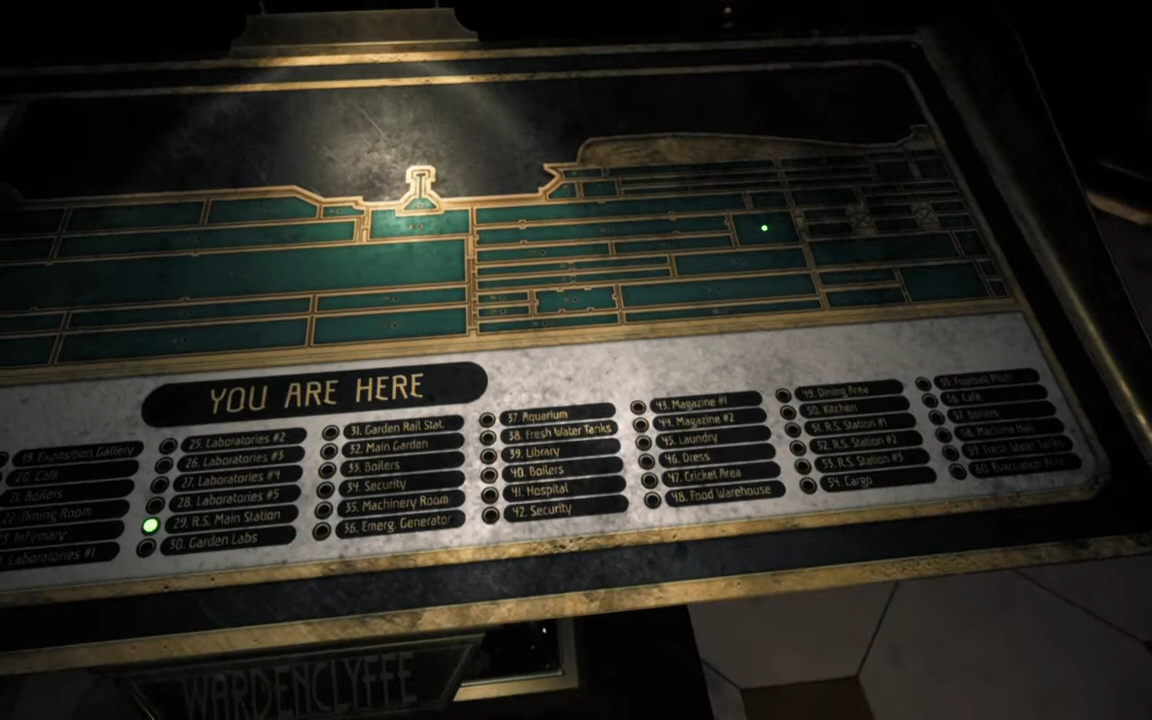 YOU ARE HERE
19. Exposition Gallery
20. Café
21. Boilers
22. Dining Room
Infirmary
Laboratories #1
25. Laboratories #2
26. Laboratories #3
27. Laboratories #4
28. Laboratories #5
29. R.S. Main Station
30. Garden Labs
31. Garden Rail Stat.
32. Main Garden
33. Boilers
34. Security
35. Machinery Room
36. Emerg. Generator
37. Aquarium
38. Fresh Water Tanks
39. Library
40. Boilers
41. Hospital
42. Security
43. Magazine #1
44. Magazine #2
45. Laundry
46. Dress
47. Cricket Area
48. Food Warehouse
49. Dining Area
50. Kitchen
51. R.S. Station #1
52. R.S. Station #2
53. R.S. Station #3
54. Cargo
55. Football Pitch
56. Café
57. Boilers
58. Machine Hall
59. Fresh Water Tanks
60. Evacuation Area
WARDENCLYFFE